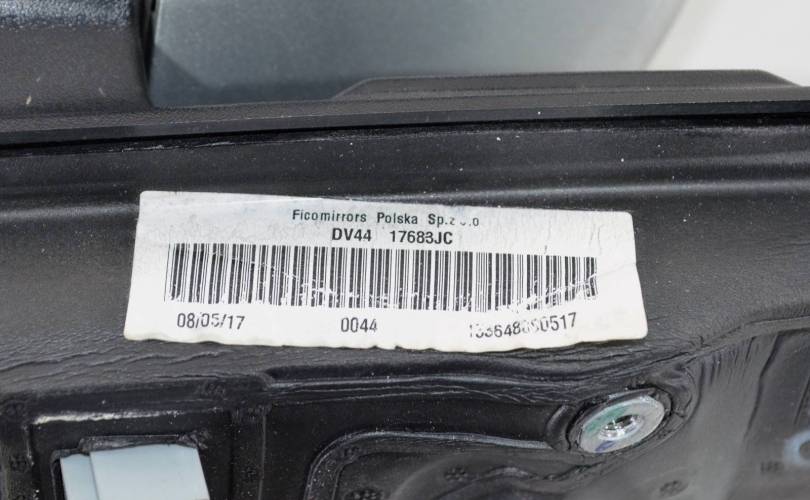 Ficomirrors Polska Sp.z o.o
DV44 17683JC
08/05/17 0044